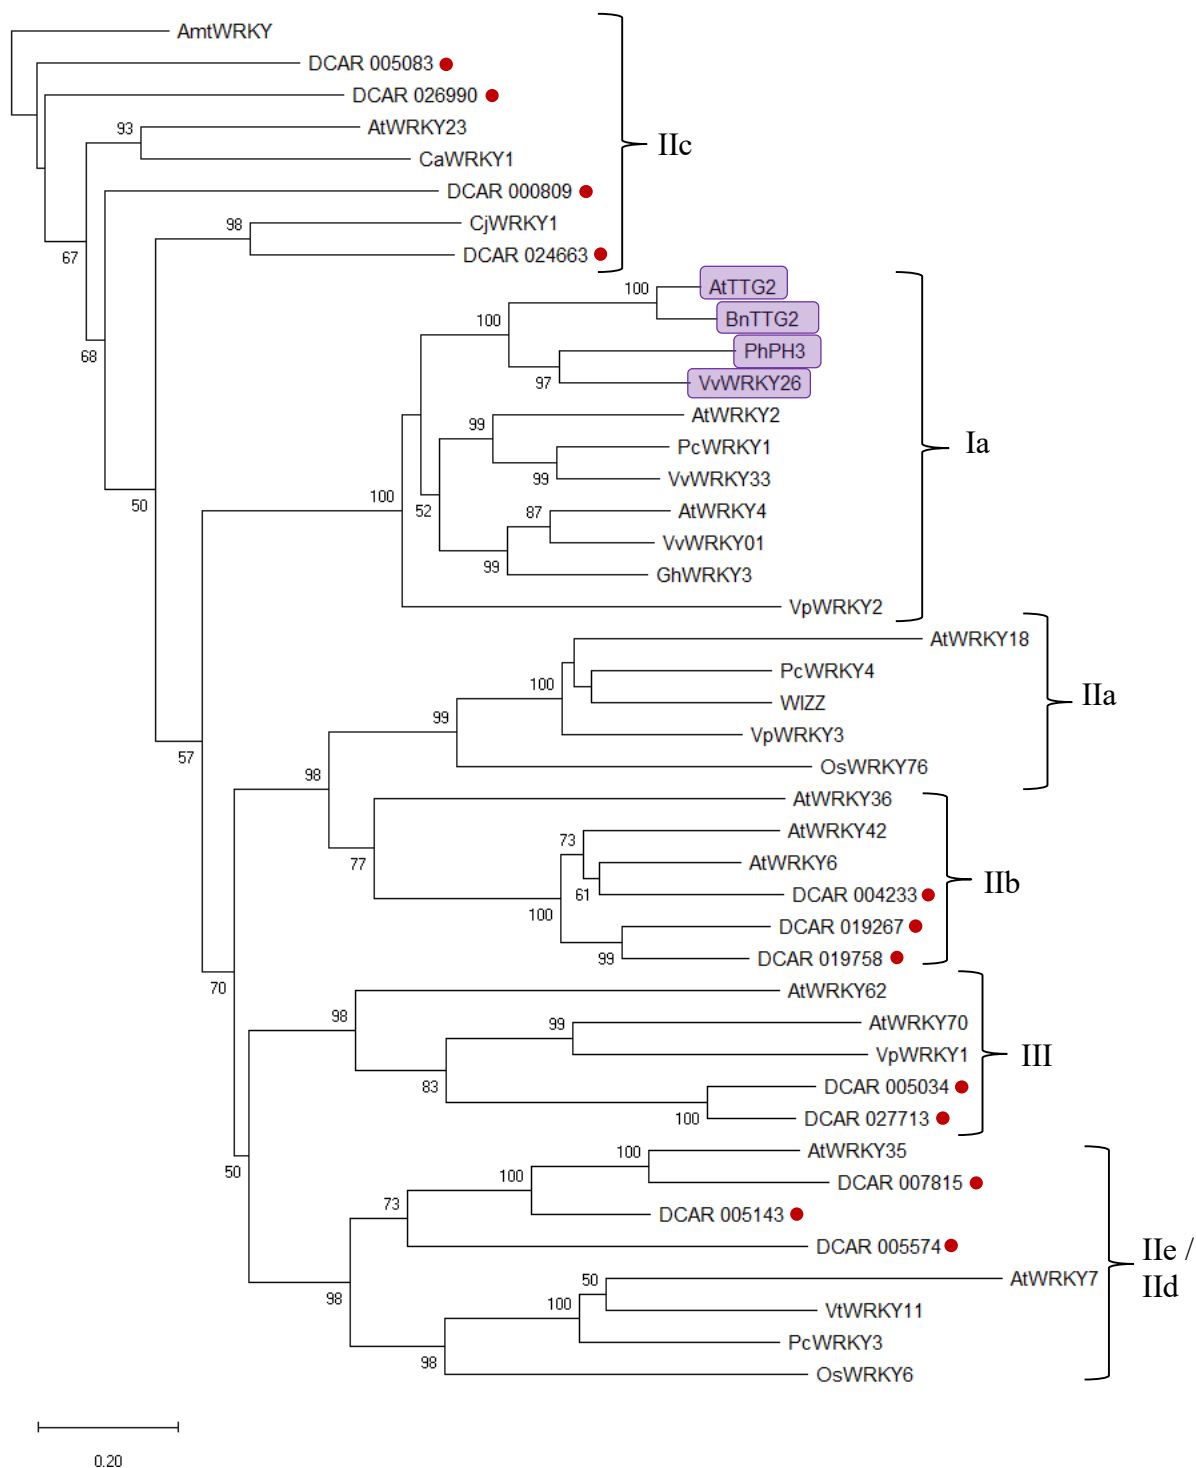 AmtWRKY
DCAR 005083
DCAR 026990
93
AtWRKY23
CaWRKY1
IIc
DCAR 000809
98
CjWRKY1
67
DCAR 024663
100
AtTTG2
100
BnTTG2
68
PhPH3
97
VvWRKY26
99
AtWRKY2
PcWRKY1
Ia
99
VvWRKY33
50
100
52
87
AtWRKY4
VvWRKY01
99
GhWRKY3
VpWRKY2
AtWRKY18
100
PcWRKY4
WIZZ
IIa
99
VpWRKY3
57
98
OsWRKY76
AtWRKY36
73
AtWRKY42
77
AtWRKY6
61
DCAR 004233
IIb
100
DCAR 019267
99
DCAR 019758
70
98
AtWRKY62
99
AtWRKY70
VpWRKY1
III
83
DCAR 005034
100
DCAR 027713
100
AtWRKY35
50
100
DCAR 007815
73
DCAR 005143
DCAR 005574
IIe /
IId
98
50
AtWRKY7
100
VtWRKY11
PcWRKY3
98
OsWRKY6
0.20